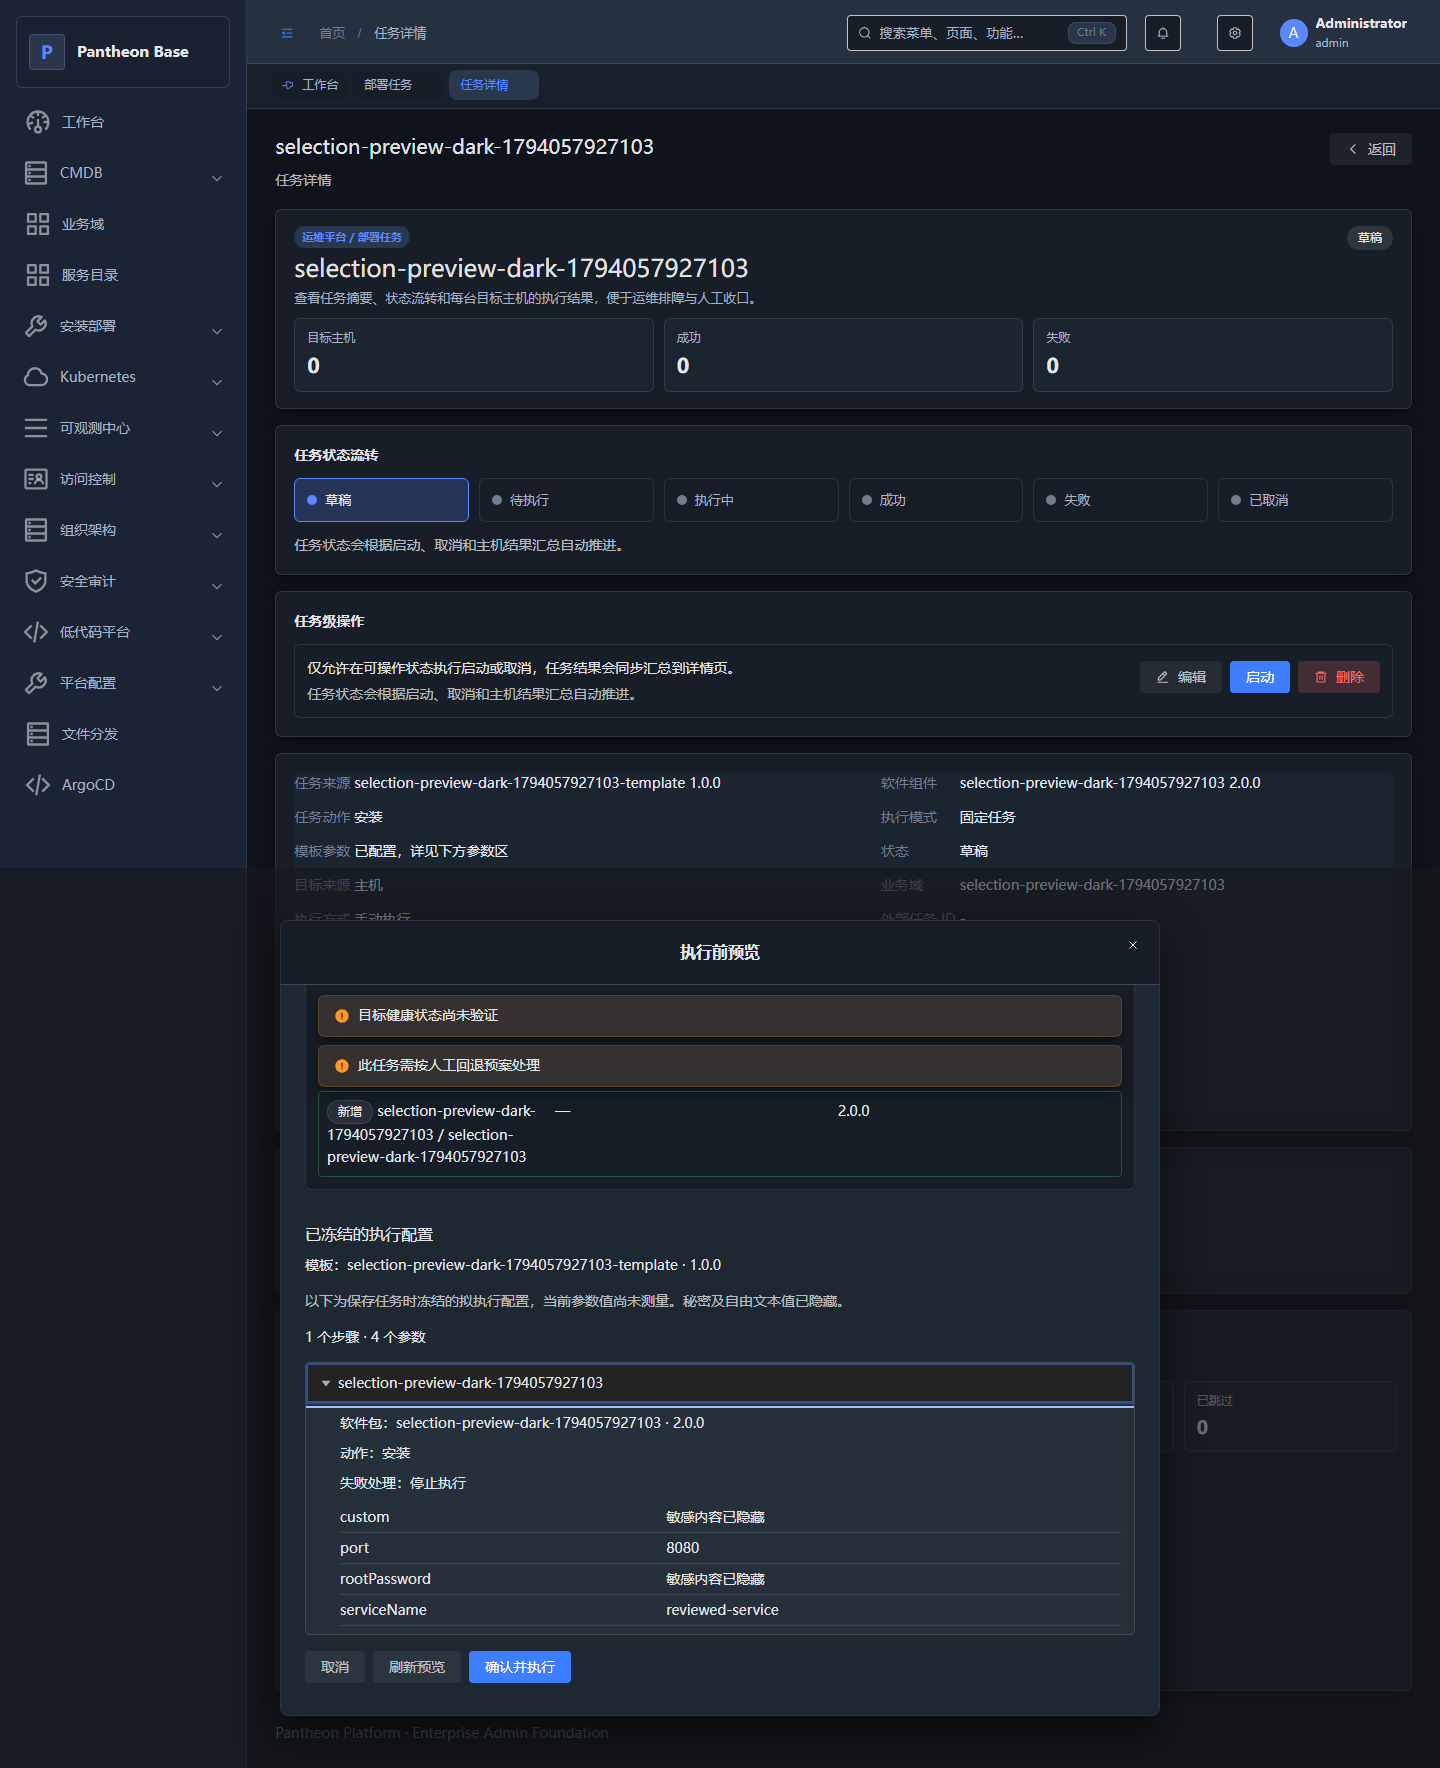 P
Pantheon Base
工作台
CMDB
业务域
服务目录
安装部署
Kubernetes
可观测中心
访问控制
组织架构
安全审计
低代码平台
平台配置
文件分发
ArgoCD
首页 / 任务详情
搜索菜单、页面、功能...
Ctrl K
A
Administrator
admin
工作台
部署任务
任务详情
selection-preview-dark-1794057927103
任务详情
返回
运维平台 / 部署任务
草稿
selection-preview-dark-1794057927103
查看任务摘要、状态流转和每台目标主机的执行结果，便于运维排障与人工收口。
目标主机
0
成功
0
失败
0
任务状态流转
草稿
待执行
执行中
成功
失败
已取消
任务状态会根据启动、取消和主机结果汇总自动推进。
任务级操作
仅允许在可操作状态执行启动或取消，任务结果会同步汇总到详情页。
任务状态会根据启动、取消和主机结果汇总自动推进。
编辑
启动
删除
任务来源 selection-preview-dark-1794057927103-template 1.0.0
软件组件 selection-preview-dark-1794057927103 2.0.0
任务动作 安装
执行模式 固定任务
模板参数 已配置，详见下方参数区
状态 草稿
目标来源 主机
业务域 selection-preview-dark-1794057927103
执行方式 手动执行
外部任务 ID -
执行前预览
目标健康状态尚未验证
此任务需按人工回退预案处理
新增 selection-preview-dark- — 2.0.0
1794057927103 / selection-
preview-dark-1794057927103
已冻结的执行配置
模板：selection-preview-dark-1794057927103-template · 1.0.0
以下为保存任务时冻结的拟执行配置，当前参数值尚未测量。秘密及自由文本值已隐藏。
1 个步骤 · 4 个参数
selection-preview-dark-1794057927103
软件包：selection-preview-dark-1794057927103 · 2.0.0
动作：安装
失败处理：停止执行
custom 敏感内容已隐藏
port 8080
rootPassword 敏感内容已隐藏
serviceName reviewed-service
取消
刷新预览
确认并执行
已跳过
0
Pantheon Platform · Enterprise Admin Foundation